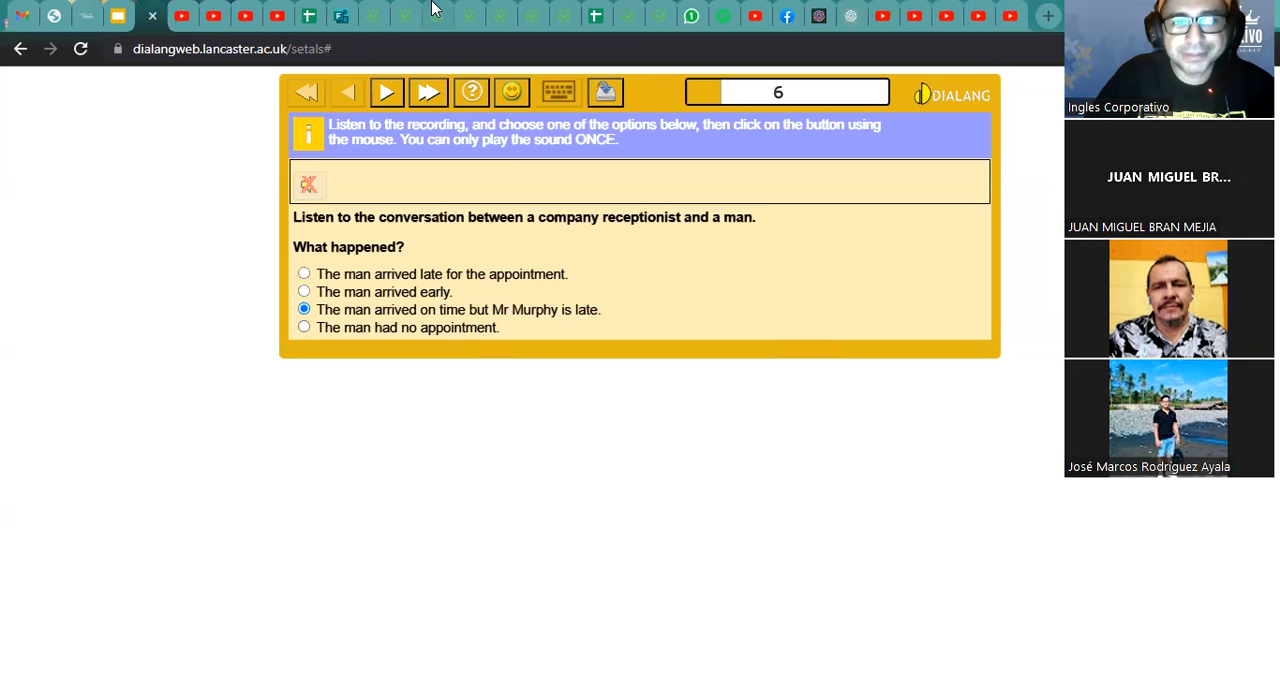 dialangweb.lancaster.ac.uk/setals#
6
DIALANG
Listen to the recording, and choose one of the options below, then click on the button using
the mouse. You can only play the sound ONCE.
Listen to the conversation between a company receptionist and a man.
What happened?
The man arrived late for the appointment.
The man arrived early.
The man arrived on time but Mr Murphy is late.
The man had no appointment.
Ingles Corporativo
JUAN MIGUEL BR...
JUAN MIGUEL BRAN MEJIA
José Marcos Rodríguez Ayala